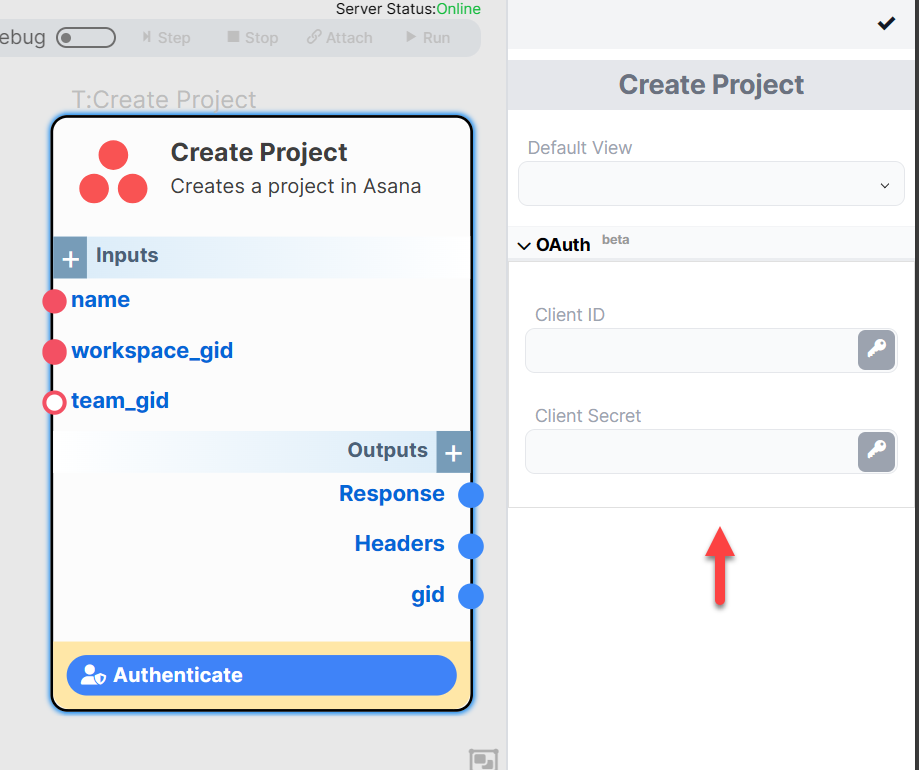 Server Status:Online
ebug
Step
Stop
Attach
Run
T:Create Project
Create Project
Creates a project in Asana
Inputs
name
workspace_gid
team_gid
Outputs
Response
Headers
gid
Authenticate
Create Project
Default View
OAuth beta
Client ID
Client Secret